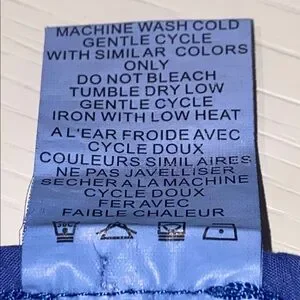 MACHINE WASH COLD
GENTLE CYCLE
WITH SIMILAR COLORS
ONLY
DO NOT BLEACH
TUMBLE DRY LOW
GENTLE CYCLE
IRON WITH LOW HEAT
A L'EAR FROIDE AVEC
CYCLE DOUX
COULEURS SIMILAIRES
NE PAS JAVELLISER
SECHER A LA MACHINE
CYCLE DOUX
FER AVEC
FAIBLE CHALEUR